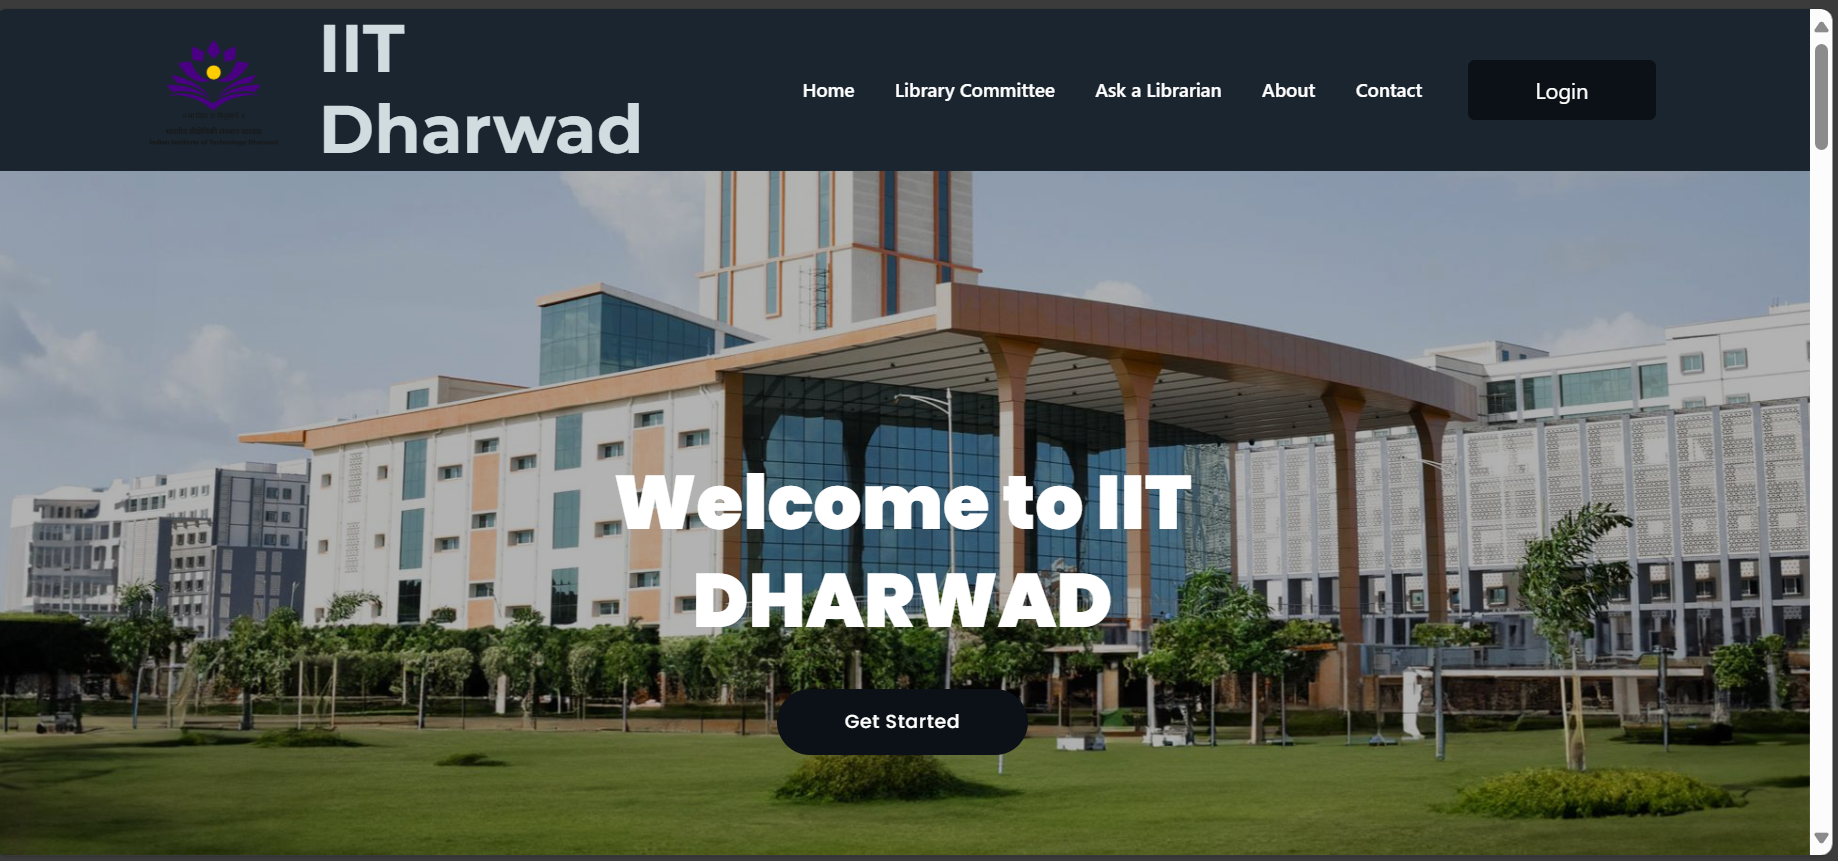 IIT
Dharwad
Home
Library Committee
Ask a Librarian
About
Contact
Login
Welcome to IIT
DHARWAD
Get Started